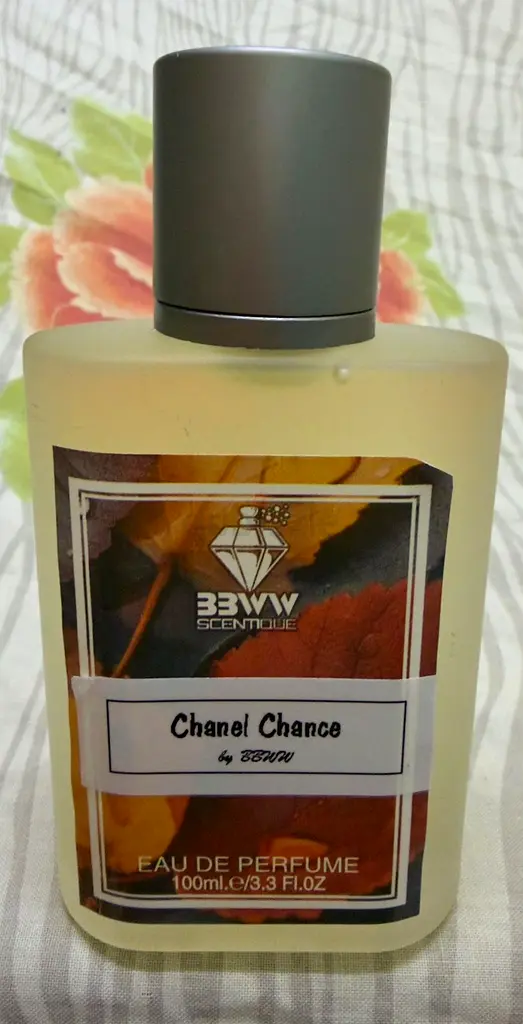 BBWW
SCENTIQUE
Chanel Chance
by BBWW
EAU DE PERFUME
100ml.e/3.3 Fl.OZ